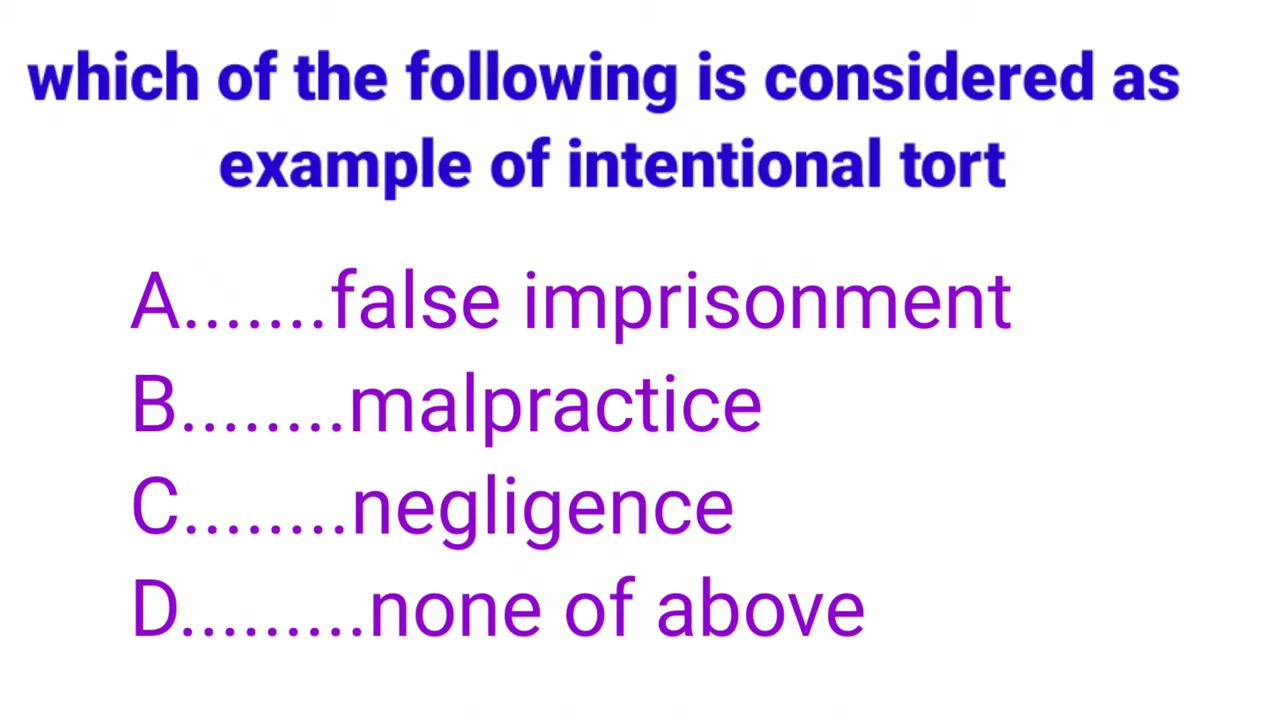 which of the following is considered as
example of intentional tort
A.......false imprisonment
B........malpractice
C........negligence
D.........none of above